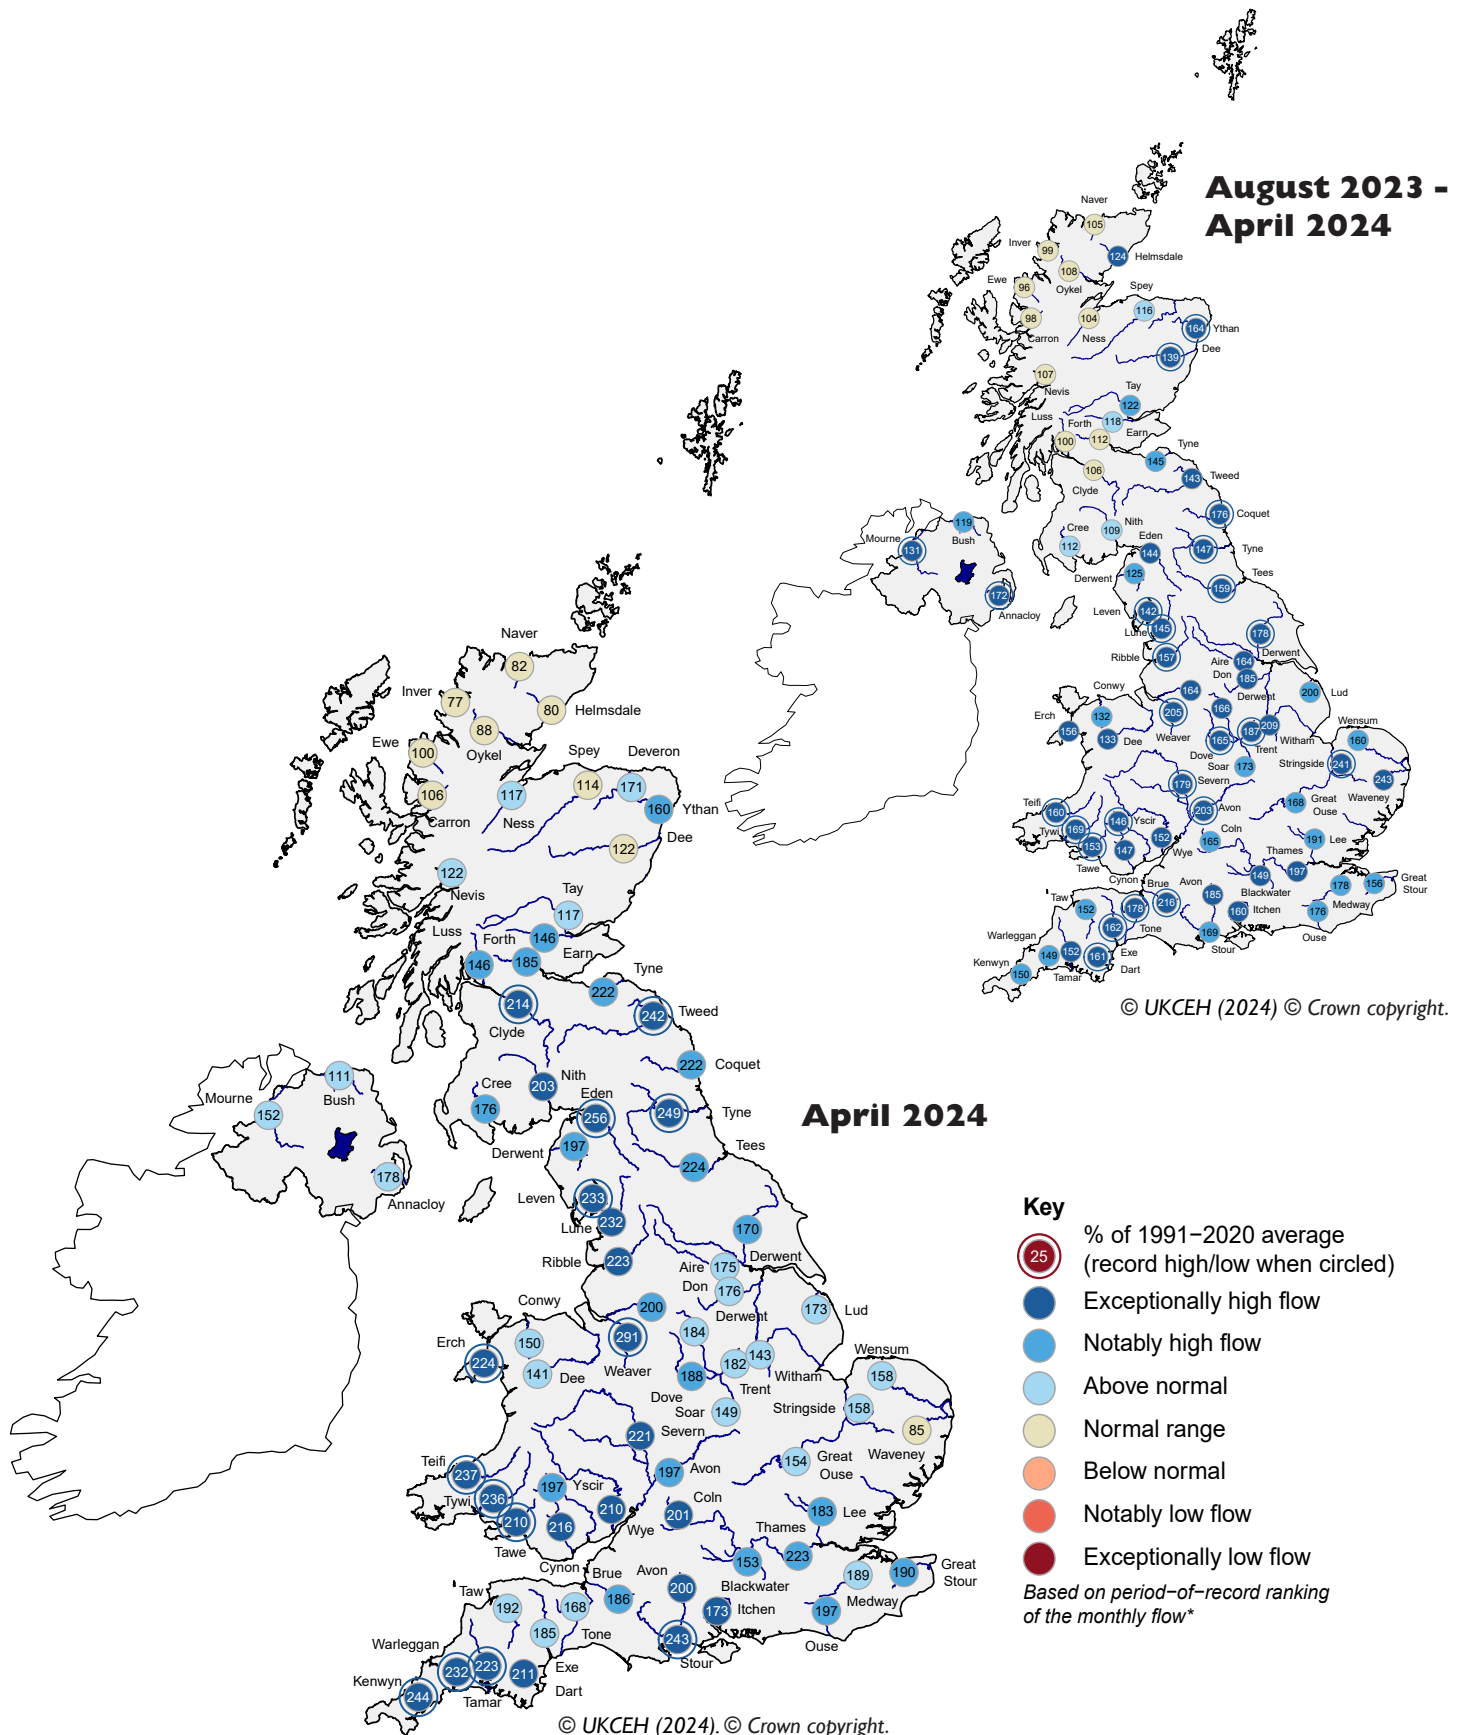 August 2023 -
April 2024
Naver
105
Inver
99
124
Helmsdale
108
Oykel
Ewe
96
Spey
116
98
Carron
104
Ness
164
Ythan
139
Dee
107
Nevis
Tay
122
Luss
Forth
118
Earn
100
112
Tyne
145
106
Clyde
143
Tweed
176
Coquet
119
Bush
Mourne
131
Cree
112
109
Nith
Eden
144
147
Tyne
Derwent
125
Tees
159
172
Annacloy
Leven
142
Lune
145
178
Derwent
Ribble
157
Aire
164
Don
185
Conwy
132
164
Derwent
166
200
Lud
Erch
156
133
Dee
205
Weaver
165
Dove
187
Trent
209
Witham
Wensum
160
Soar
173
Stringside
241
243
Waveney
179
Severn
Teifi
160
203
Avon
168
Great
Ouse
Tywi
169
146
Yscir
153
Tawe
147
Cynon
152
Wye
Coln
165
191
Lee
Thames
197
149
Blackwater
178
Medway
156
Great
Stour
Taw
152
Brue
178
216
Avon
185
160
Itchen
176
Ouse
162
Tone
169
Stour
Warleggan
149
152
Tamar
161
Exe
Dart
Kenwyn
150
© UKCEH (2024) © Crown copyright.
April 2024
Naver
82
Inver
77
80
Helmsdale
88
Oykel
Ewe
100
Spey
114
Deveron
171
106
Carron
117
Ness
160
Ythan
122
Dee
122
Nevis
Tay
117
Luss
Forth
146
Earn
146
185
Tyne
222
214
Clyde
242
Tweed
222
Coquet
111
Bush
Mourne
152
Cree
176
203
Nith
Eden
256
249
Tyne
Derwent
197
Tees
224
178
Annacloy
Leven
233
Lune
232
170
Derwent
Ribble
223
Aire
175
Don
176
Conwy
150
200
Derwent
184
173
Lud
Erch
224
141
Dee
291
Weaver
188
Dove
182
Trent
143
Witham
Wensum
158
Soar
149
Stringside
158
85
Waveney
221
Severn
Teifi
237
197
Avon
154
Great
Ouse
Tywi
236
197
Yscir
210
Tawe
216
Cynon
210
Wye
Coln
201
183
Lee
Thames
223
153
Blackwater
189
Medway
190
Great
Stour
Taw
192
168
Tone
Brue
186
Avon
200
173
Itchen
197
Ouse
185
Exe
243
Stour
Warleggan
232
223
Tamar
211
Dart
Kenwyn
244
© UKCEH (2024). © Crown copyright.
Key
25
% of 1991−2020 average
(record high/low when circled)
Exceptionally high flow
Notably high flow
Above normal
Normal range
Below normal
Notably low flow
Exceptionally low flow
Based on period−of−record ranking
of the monthly flow*